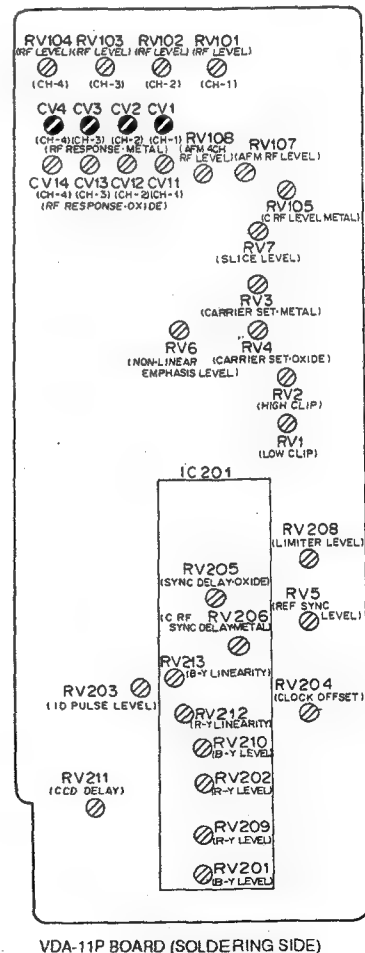 RV104 RV103 RV102 RV101
(RF LEVEL) (RF LEVEL) (RF LEVEL) (RF LEVEL)
(CH-4) (CH-3) (CH-2) (CH-1)
CV4 CV3 CV2 CV1
(CH-4) (CH-3) (CH-2) (CH-1)
(RF RESPONSE-METAL)
RV108
(AFM 4CH
RF LEVEL)
RV107
(AFM RF LEVEL)
CV14 CV13 CV12 CV11
(CH-4) (CH-3) (CH-2) (CH-1)
(RF RESPONSE-OXIDE)
RV105
(C RF LEVEL METAL)
RV7
(SLICE LEVEL)
RV3
(CARRIER SET-METAL)
RV6
(NON-LINEAR
EMPHASIS LEVEL)
RV4
(CARRIER SET-OXIDE)
RV2
(HIGH CLIP)
RV1
(LOW CLIP)
IC201
RV208
(LIMITER LEVEL)
RV205
(SYNC DELAY-OXIDE)
RV5
(REF SYNC
LEVEL)
(C RF RV206
SYNC DELAY-METAL)
RV213
(B-Y LINEARITY)
RV203
(ID PULSE LEVEL)
RV204
(CLOCK OFFSET)
RV212
(R-Y LINEARITY)
RV210
(B-Y LEVEL)
RV211
(CCD DELAY)
RV202
(R-Y LEVEL)
RV209
(R-Y LEVEL)
RV201
(B-Y LEVEL)
VDA-11P BOARD (SOLDERING SIDE)